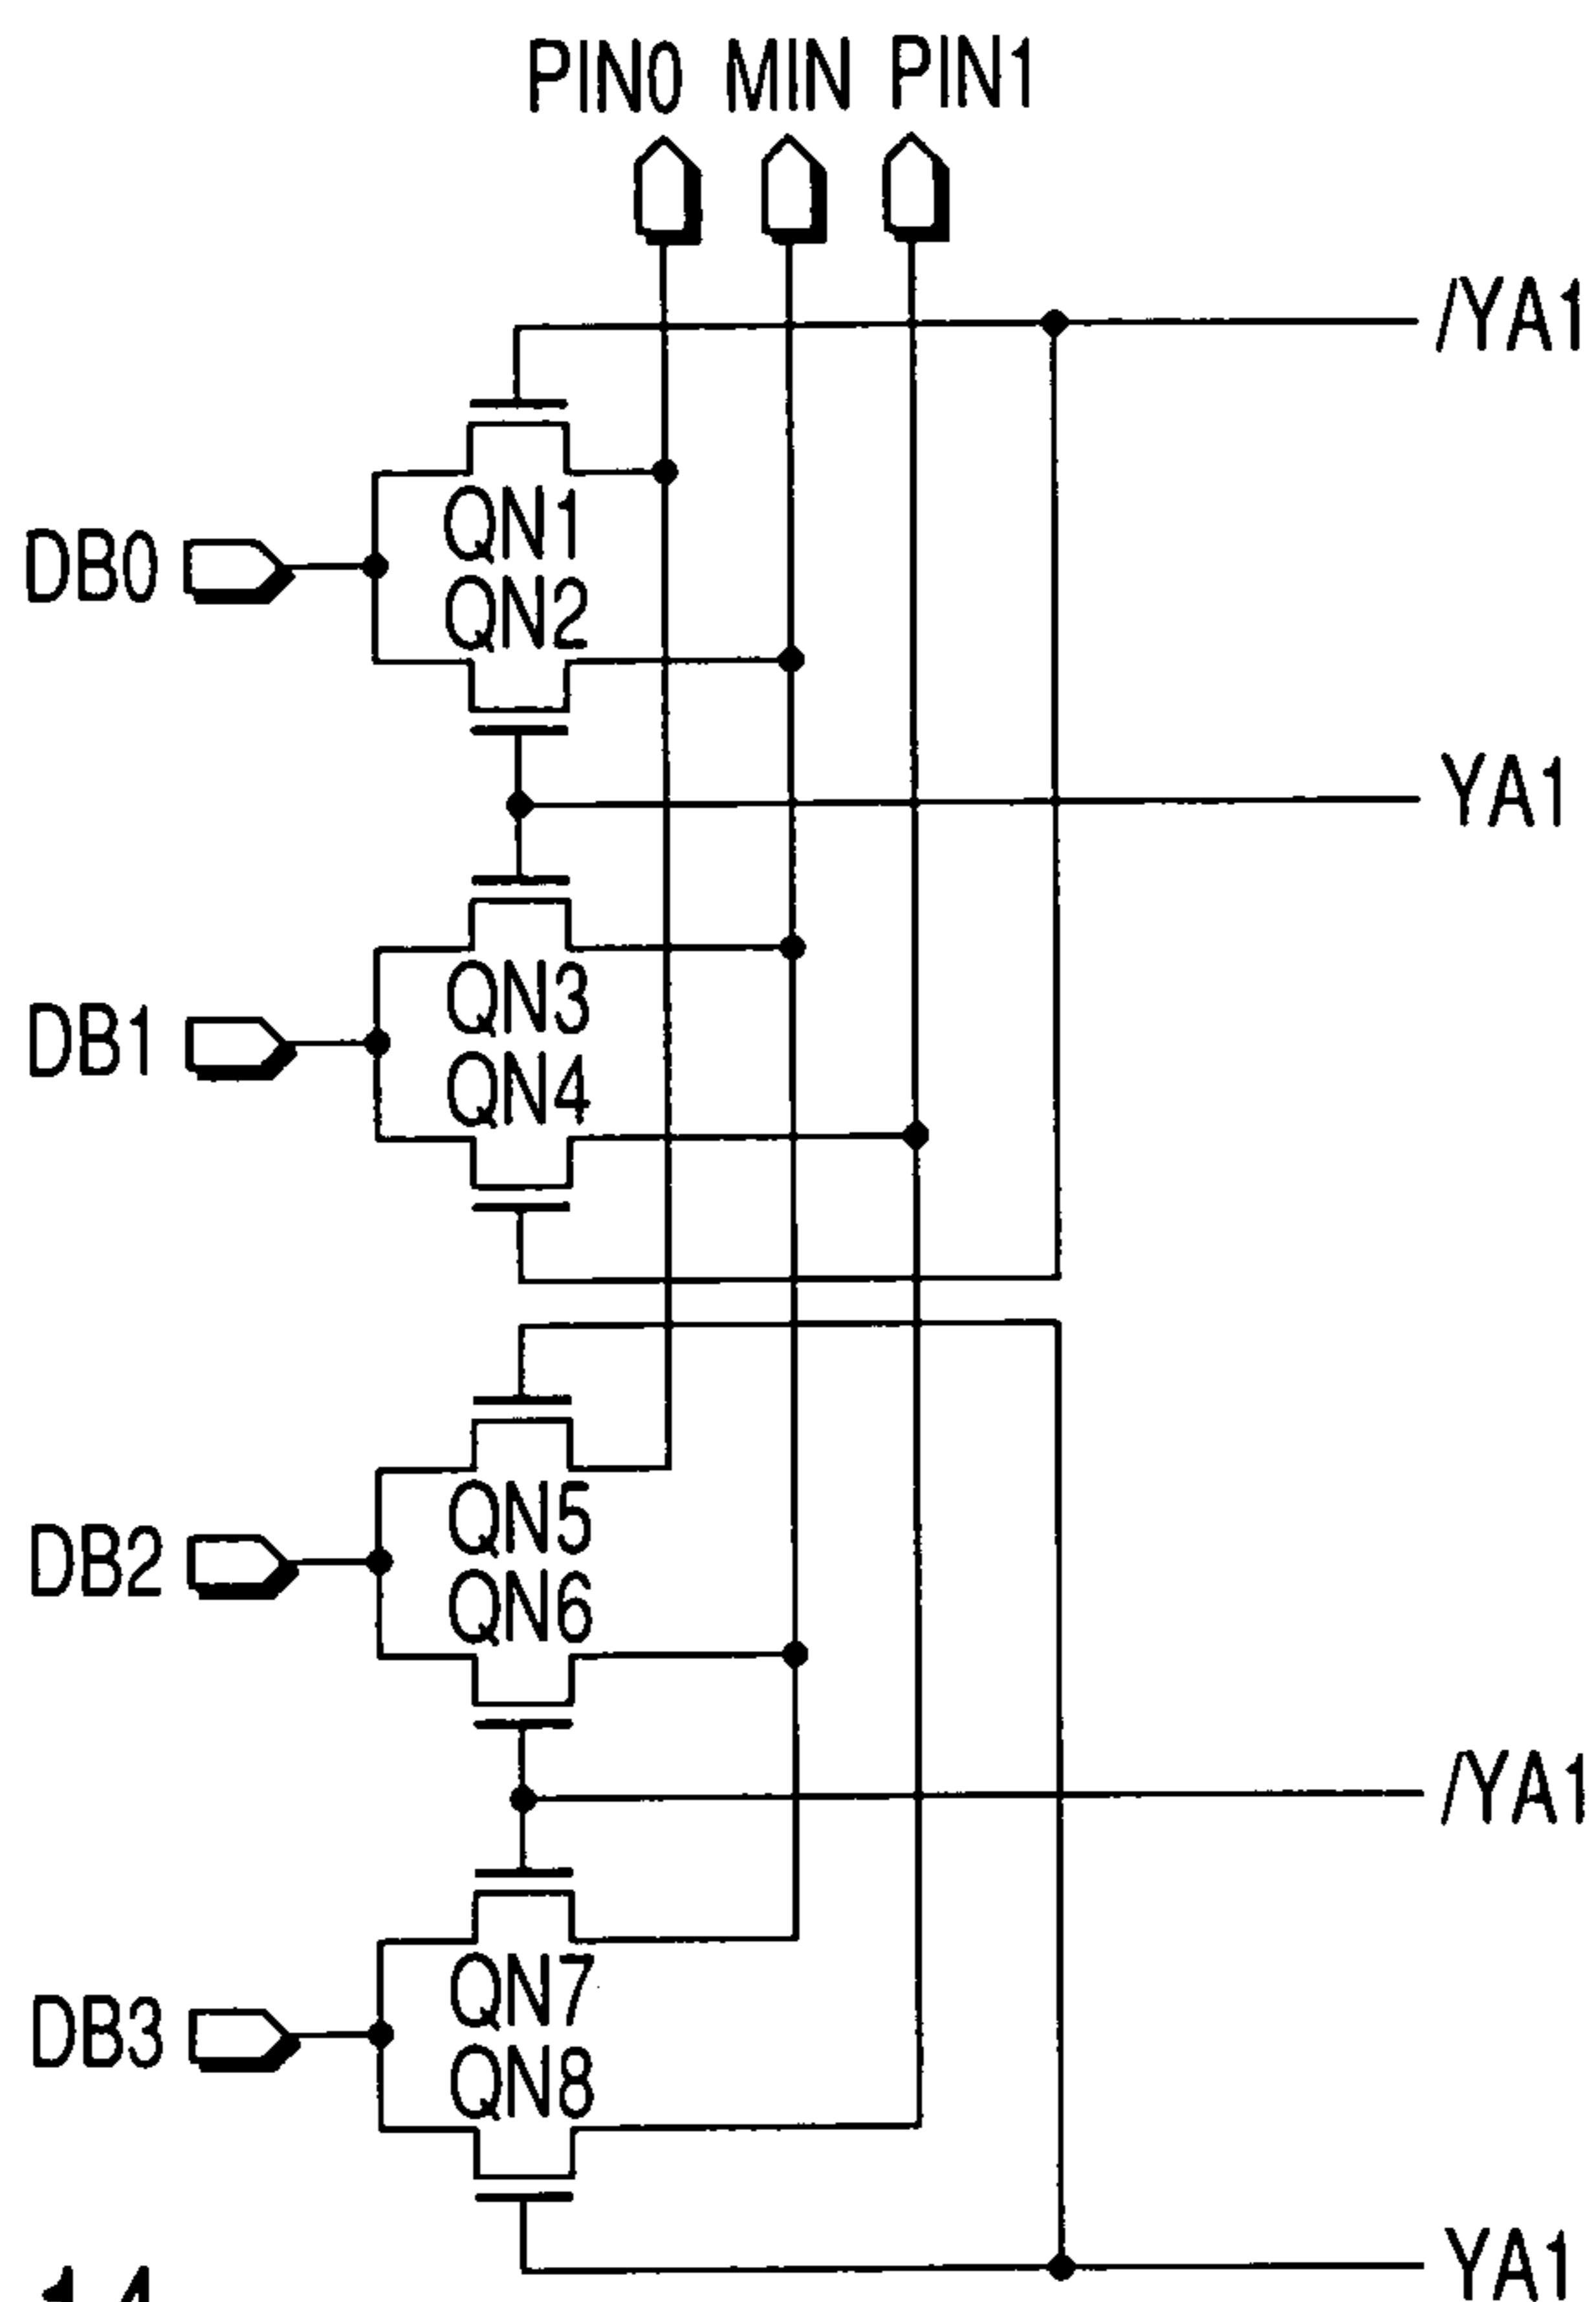 PIN0 MIN PIN1
/YA1
DB0
QN1
QN2
YA1
DB1
QN3
QN4
DB2
QN5
QN6
/YA1
DB3
QN7
QN8
YA1